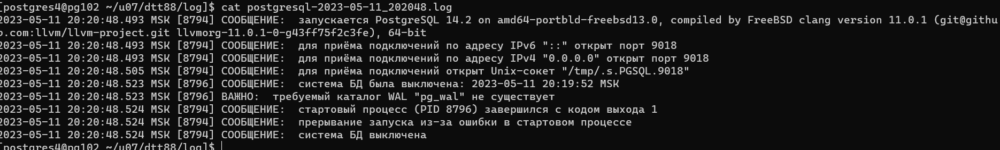 [postgres4@pg102 ~/u07/dtt88/log]$ cat postgresql-2023-05-11_202048.log
2023-05-11 20:20:48.493 MSK [8794] СООБЩЕНИЕ:  запускается PostgreSQL 14.2 on amd64-portbld-freebsd13.0, compiled by FreeBSD clang version 11.0.1 (git@githu
b.com:llvm/llvm-project.git llvmorg-11.0.1-0-g43ff75f2c3fe), 64-bit
2023-05-11 20:20:48.493 MSK [8794] СООБЩЕНИЕ:  для приёма подключений по адресу IPv6 "::" открыт порт 9018
2023-05-11 20:20:48.493 MSK [8794] СООБЩЕНИЕ:  для приёма подключений по адресу IPv4 "0.0.0.0" открыт порт 9018
2023-05-11 20:20:48.505 MSK [8794] СООБЩЕНИЕ:  для приёма подключений открыт Unix-сокет "/tmp/.s.PGSQL.9018"
2023-05-11 20:20:48.523 MSK [8796] СООБЩЕНИЕ:  система БД была выключена: 2023-05-11 20:19:52 MSK
2023-05-11 20:20:48.523 MSK [8796] ВАЖНО:  требуемый каталог WAL "pg_wal" не существует
2023-05-11 20:20:48.524 MSK [8794] СООБЩЕНИЕ:  стартовый процесс (PID 8796) завершился с кодом выхода 1
2023-05-11 20:20:48.524 MSK [8794] СООБЩЕНИЕ:  прерывание запуска из-за ошибки в стартовом процессе
2023-05-11 20:20:48.524 MSK [8794] СООБЩЕНИЕ:  система БД выключена
[postgres4@pg102 ~/u07/dtt88/log]$